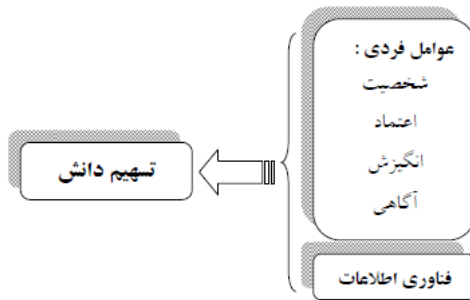 عوامل فردی :
شخصیت
اعتماد
انگیزش
آگاهی
تسهیم دانش
فناوری اطلاعات